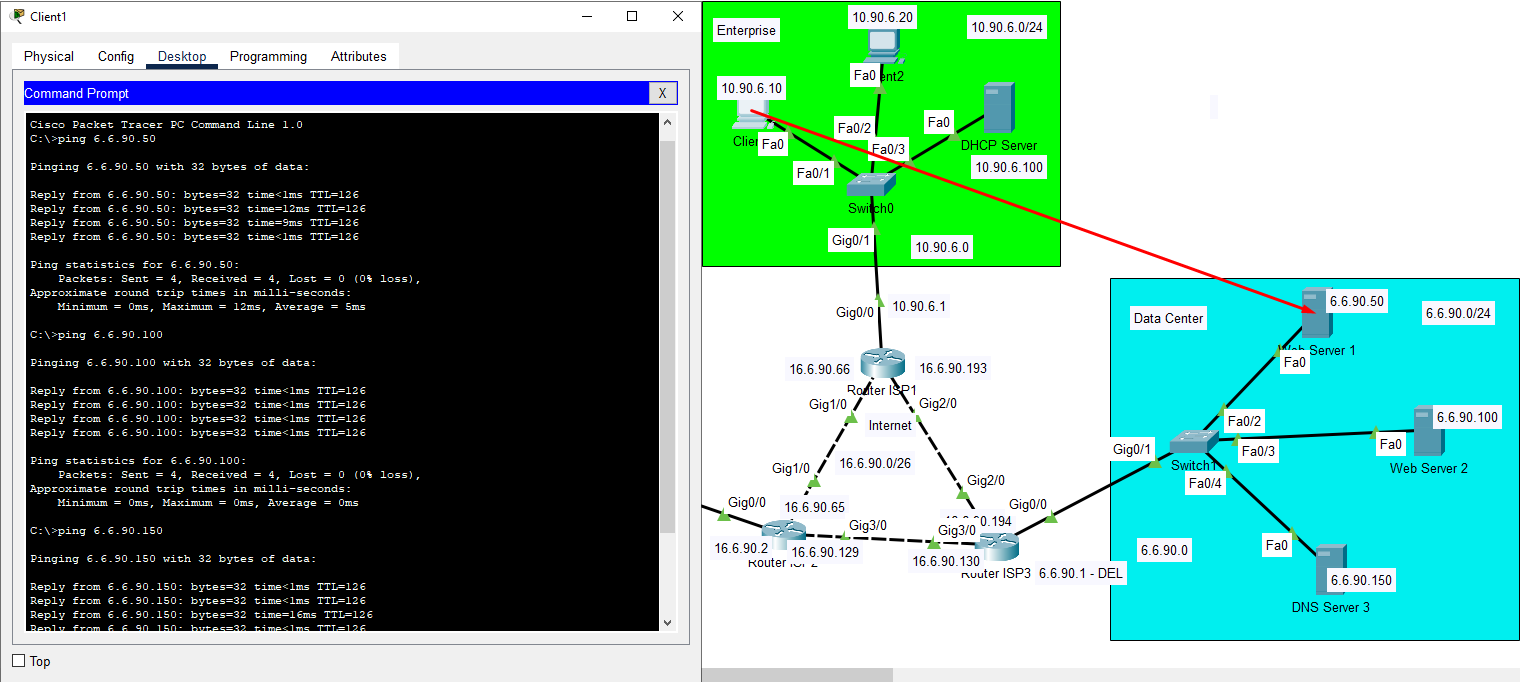 Client1
Physical Config Desktop Programming Attributes
Command Prompt
X
Cisco Packet Tracer PC Command Line 1.0
C:\>ping 6.6.90.50
Pinging 6.6.90.50 with 32 bytes of data:
Reply from 6.6.90.50: bytes=32 time<1ms TTL=126
Reply from 6.6.90.50: bytes=32 time=12ms TTL=126
Reply from 6.6.90.50: bytes=32 time=9ms TTL=126
Reply from 6.6.90.50: bytes=32 time<1ms TTL=126
Ping statistics for 6.6.90.50:
Packets: Sent = 4, Received = 4, Lost = 0 (0% loss),
Approximate round trip times in milli-seconds:
Minimum = 0ms, Maximum = 12ms, Average = 5ms
C:\>ping 6.6.90.100
Pinging 6.6.90.100 with 32 bytes of data:
Reply from 6.6.90.100: bytes=32 time<1ms TTL=126
Reply from 6.6.90.100: bytes=32 time<1ms TTL=126
Reply from 6.6.90.100: bytes=32 time<1ms TTL=126
Reply from 6.6.90.100: bytes=32 time<1ms TTL=126
Ping statistics for 6.6.90.100:
Packets: Sent = 4, Received = 4, Lost = 0 (0% loss),
Approximate round trip times in milli-seconds:
Minimum = 0ms, Maximum = 0ms, Average = 0ms
C:\>ping 6.6.90.150
Pinging 6.6.90.150 with 32 bytes of data:
Reply from 6.6.90.150: bytes=32 time<1ms TTL=126
Reply from 6.6.90.150: bytes=32 time<1ms TTL=126
Reply from 6.6.90.150: bytes=32 time=16ms TTL=126
Reply from 6.6.90.150: bytes=32 time<1ms TTL=126
Top
Enterprise
10.90.6.20
10.90.6.0/24
Fa0
10.90.6.10
Fa0
Fa0/2
Fa0
Fa0/3
DHCP Server
10.90.6.100
Fa0/1
Switch0
Gig0/1
10.90.6.0
Gig0/0
10.90.6.1
16.6.90.66
16.6.90.193
Router ISP1
Gig1/0
Gig2/0
Internet
Gig1/0
16.6.90.0/26
Gig2/0
Gig0/0
16.6.90.65
Gig3/0
Gig3/0
Gig0/0
16.6.90.2
16.6.90.129
16.6.90.130
Router ISP3
6.6.90.1 - DEL
Data Center
6.6.90.50
6.6.90.0/24
Web Server 1
Fa0
Fa0/2
6.6.90.100
Gig0/1
Switch1
Fa0/3
Fa0
Web Server 2
Fa0/4
6.6.90.0
Fa0
6.6.90.150
DNS Server 3